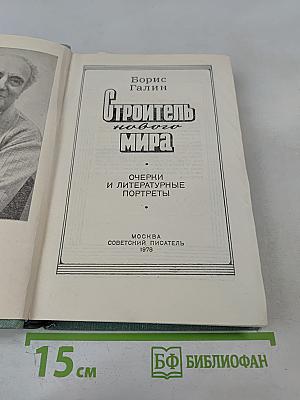 Борис
Галин
Строитель
нового
мира
ОЧЕРКИ
И ЛИТЕРАТУРНЫЕ
ПОРТРЕТЫ
МОСКВА
СОВЕТСКИЙ ПИСАТЕЛЬ
1978
15 см
БФ БИБЛИОФАН